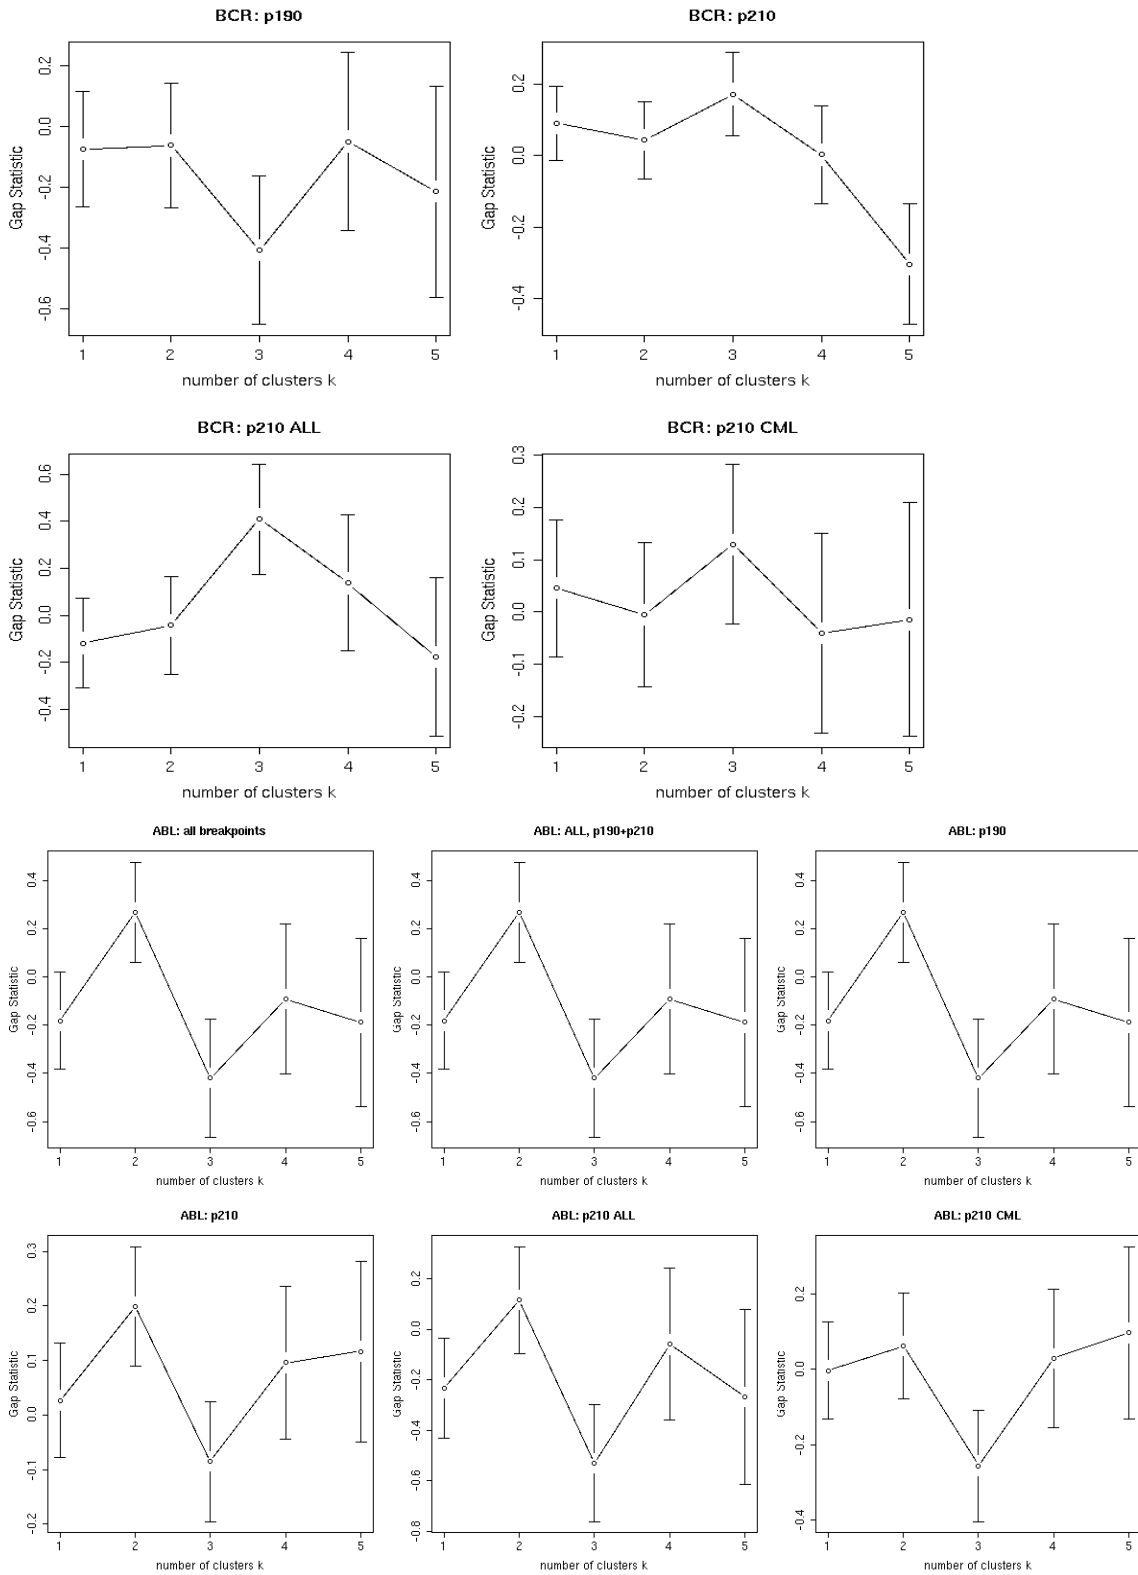 BCR: p190
Gap Statistic
0.2
0.0
-0.2
-0.4
-0.6
1 2 3 4 5
number of clusters k
BCR: p210
Gap Statistic
0.2
0.0
-0.2
-0.4
1 2 3 4 5
number of clusters k
BCR: p210 ALL
Gap Statistic
0.6
0.4
0.2
0.0
-0.2
-0.4
1 2 3 4 5
number of clusters k
BCR: p210 CML
Gap Statistic
0.3
0.2
0.1
0.0
-0.1
-0.2
1 2 3 4 5
number of clusters k
ABL: all breakpoints
Gap Statistic
0.4
0.2
0.0
-0.2
-0.4
-0.6
1 2 3 4 5
number of clusters k
ABL: ALL, p190+p210
Gap Statistic
0.4
0.2
0.0
-0.2
-0.4
-0.6
1 2 3 4 5
number of clusters k
ABL: p190
Gap Statistic
0.4
0.2
0.0
-0.2
-0.4
-0.6
1 2 3 4 5
number of clusters k
ABL: p210
Gap Statistic
0.3
0.2
0.1
0.0
-0.1
-0.2
1 2 3 4 5
number of clusters k
ABL: p210 ALL
Gap Statistic
0.2
0.0
-0.2
-0.4
-0.6
-0.8
1 2 3 4 5
number of clusters k
ABL: p210 CML
Gap Statistic
0.2
0.0
-0.2
-0.4
1 2 3 4 5
number of clusters k